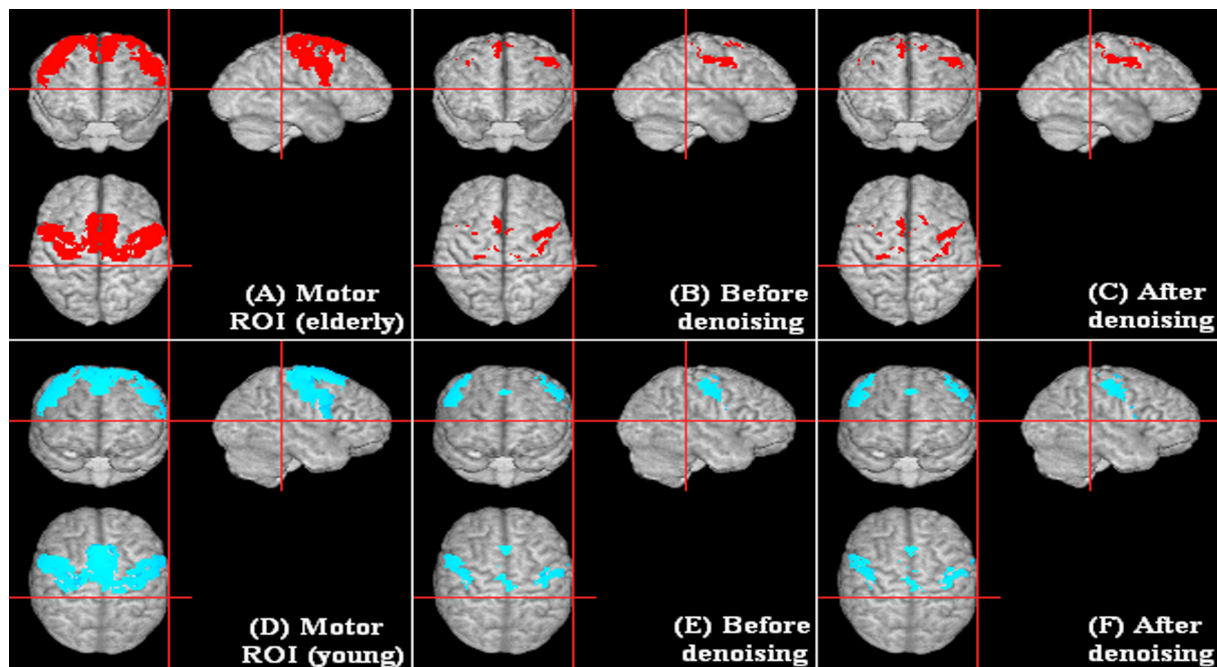 (A) Motor
ROI (elderly)
(B) Before
denoising
(C) After
denoising
(D) Motor
ROI (young)
(E) Before
denoising
(F) After
denoising